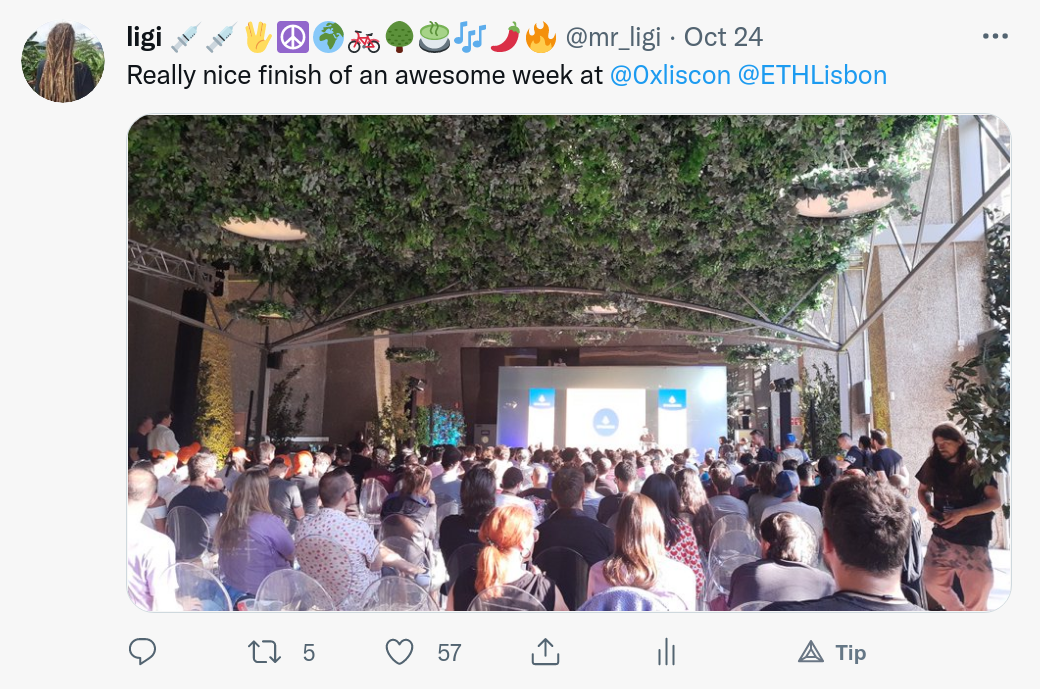 ligi 💉💉🖖☮️🌍🚲🌳🍵🎶🌶️🔥 @mr_ligi · Oct 24
Really nice finish of an awesome week at @0xliscon @ETHLisbon
5 57 Tip